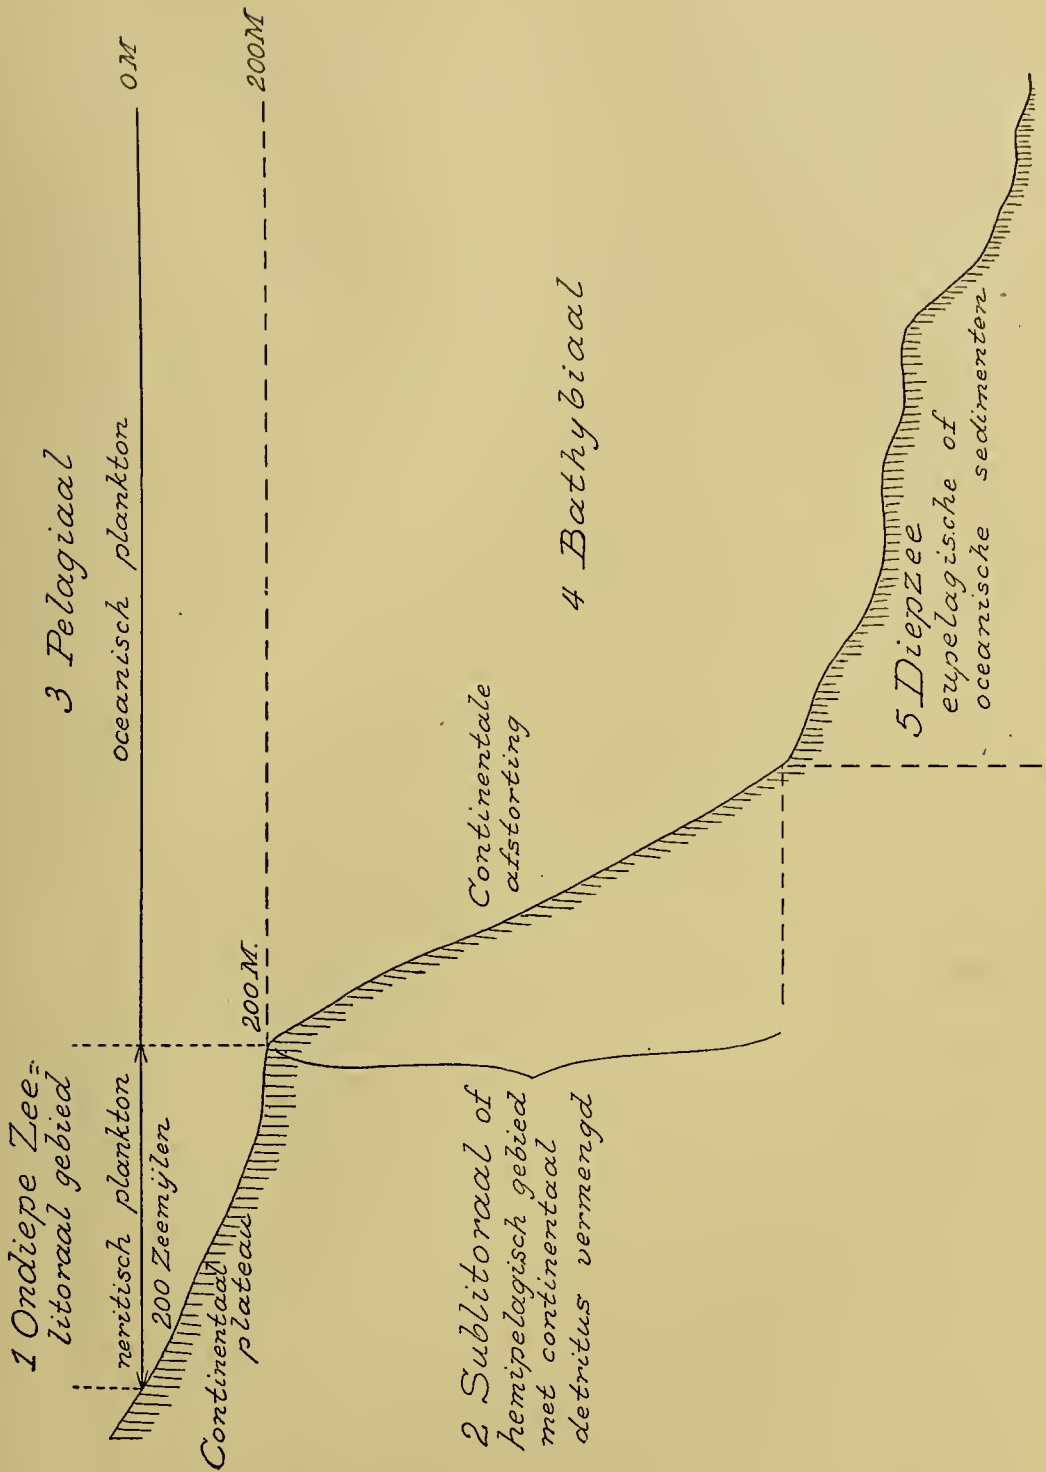 1 Ondiepe Zee=
litoraal gebied
3 Pelagiaal
neritisch plankton
oceanisch plankton
0 M
200 Zeemijlen
Continentaal
plateau
200 M.
200 M
2 Sublitoraal of
hemipelagisch gebied
met continentaal
detritus vermengd
Continentale
afstorting
4 Bathybiaal
5 Diepzee
eupelagische of
oceanische sedimenten